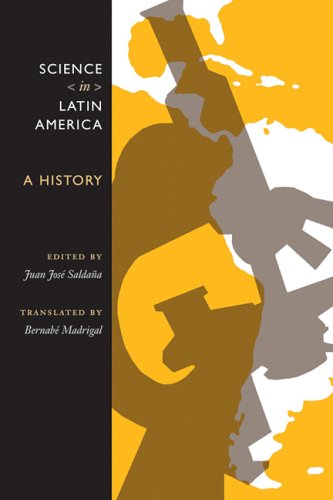 SCIENCE
< in >
LATIN
AMERICA
A HISTORY
EDITED BY
Juan José Saldaña
TRANSLATED BY
Bernabé Madrigal